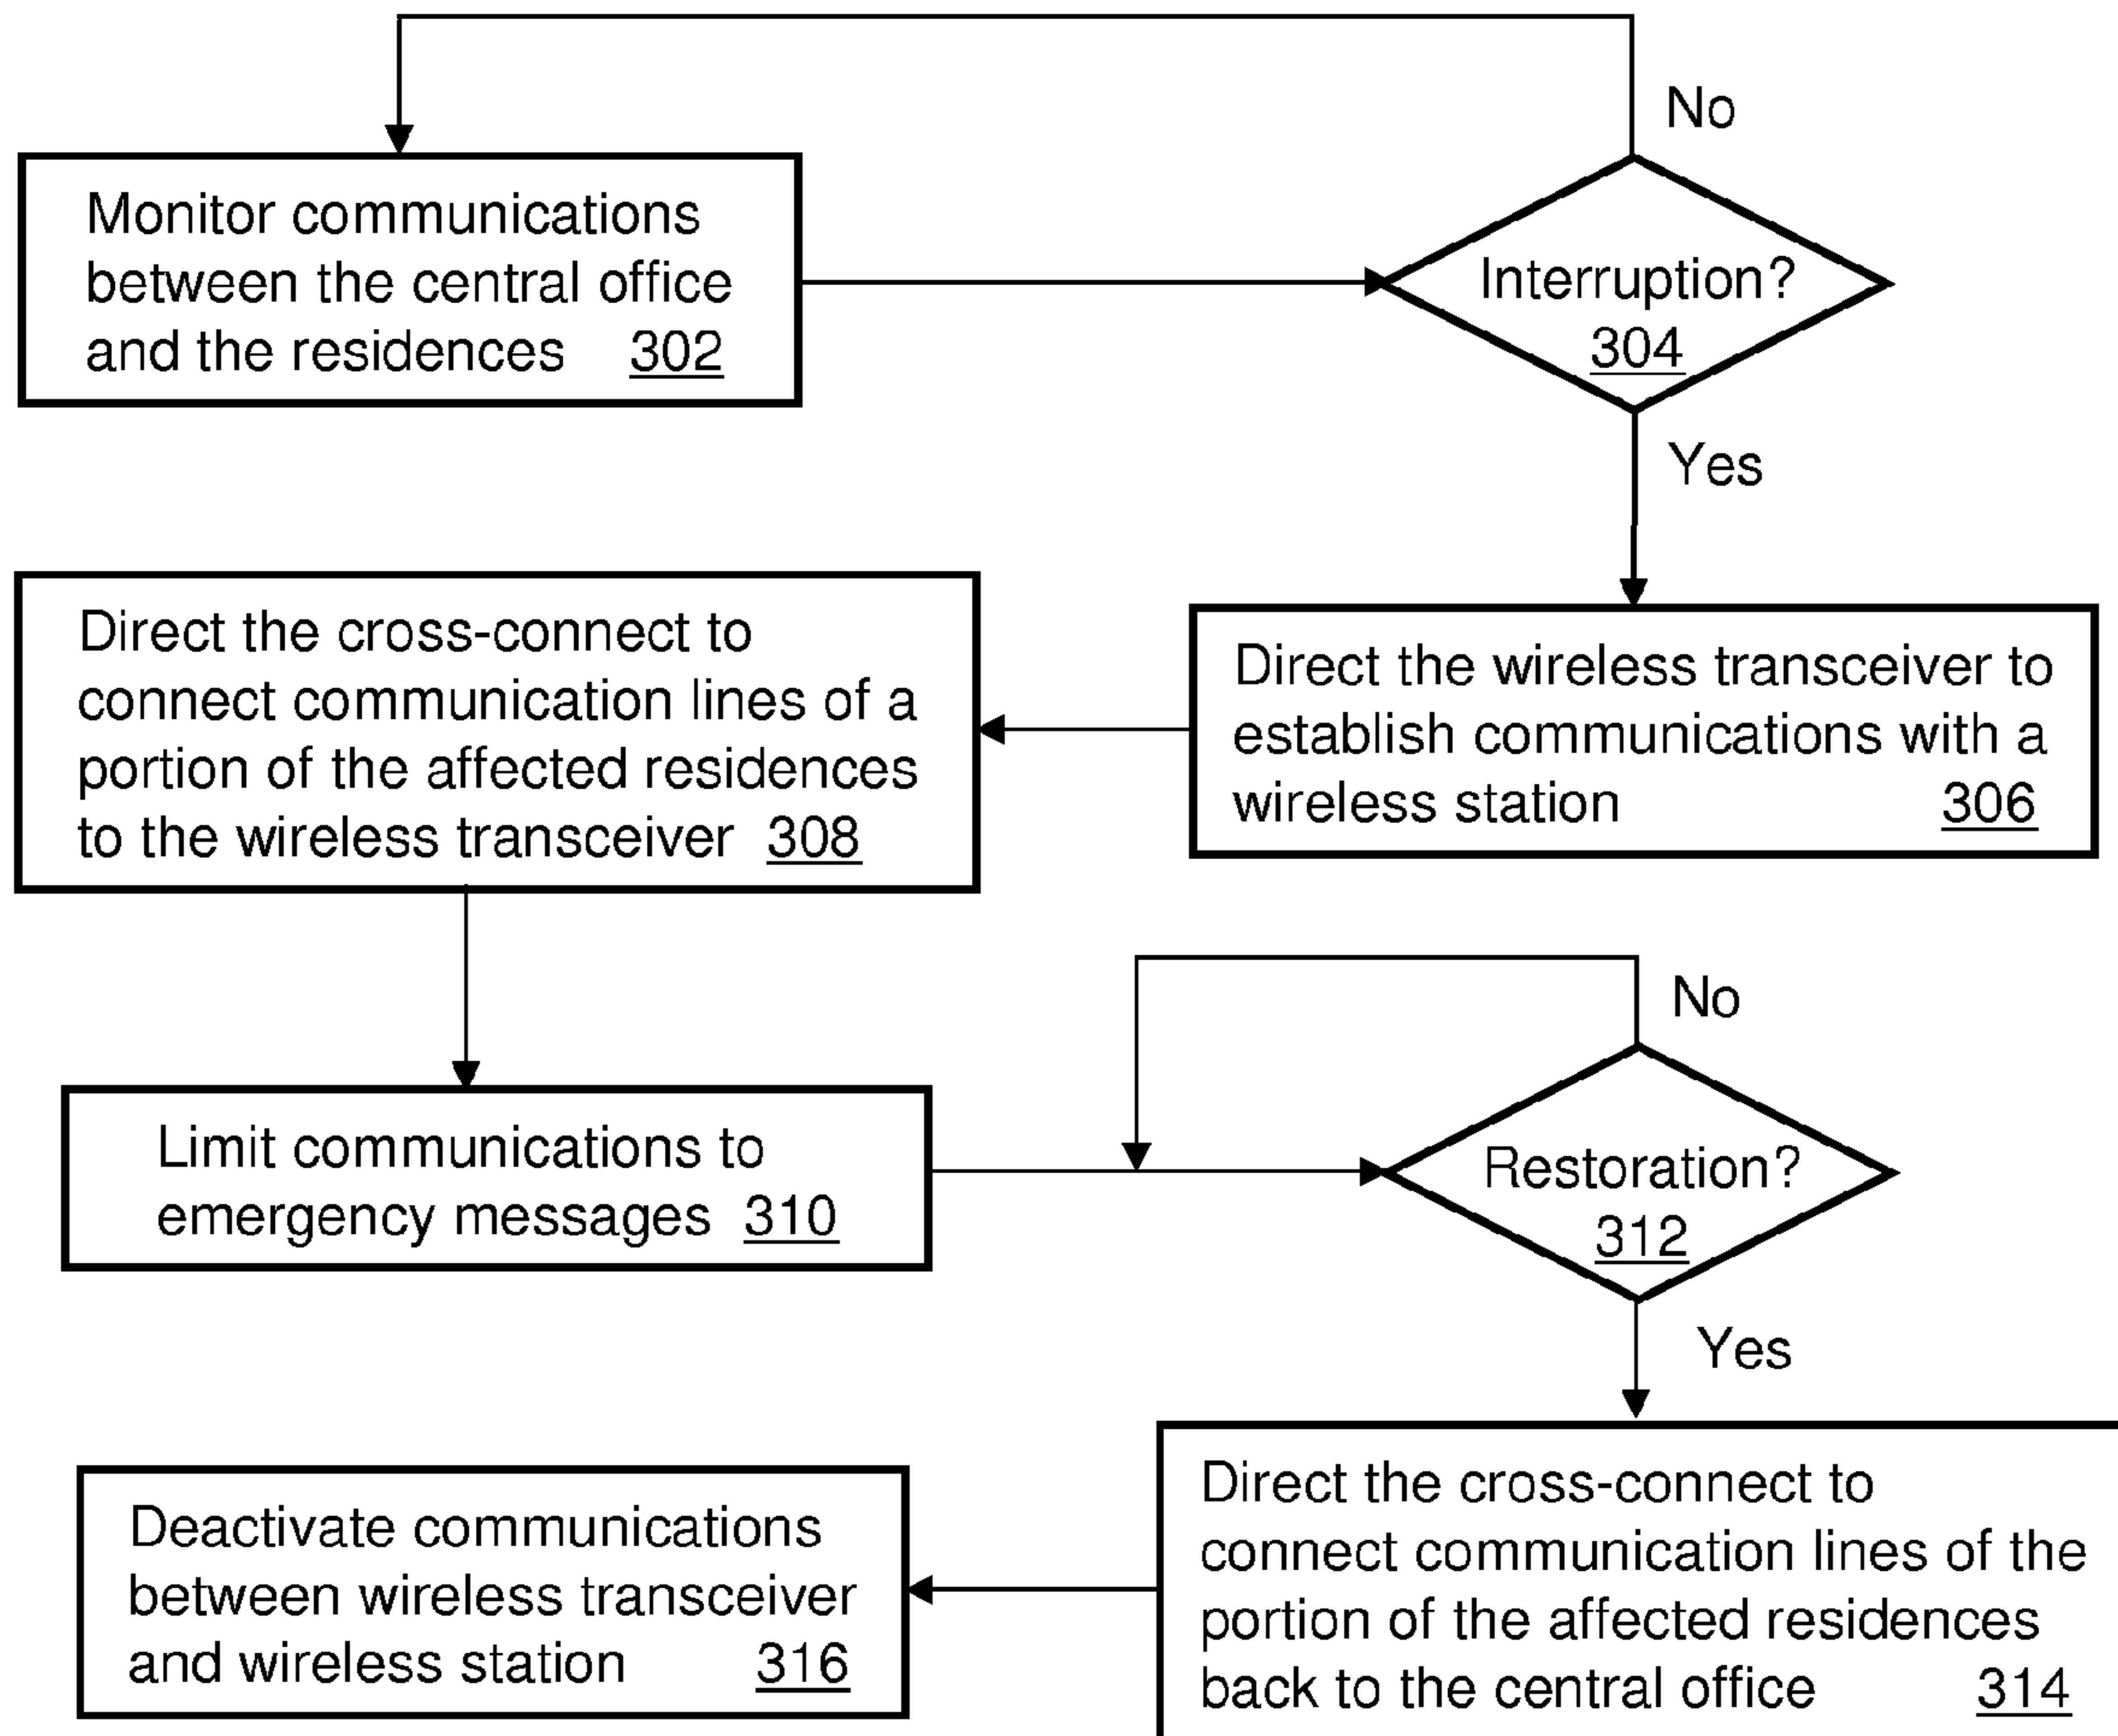 No
Monitor communications
between the central office
and the residences 302
Interruption?
304
Yes
Direct the cross-connect to
connect communication lines of a
portion of the affected residences
to the wireless transceiver 308
Direct the wireless transceiver to
establish communications with a
wireless station 306
No
Limit communications to
emergency messages 310
Restoration?
312
Yes
Deactivate communications
between wireless transceiver
and wireless station 316
Direct the cross-connect to
connect communication lines of the
portion of the affected residences
back to the central office 314